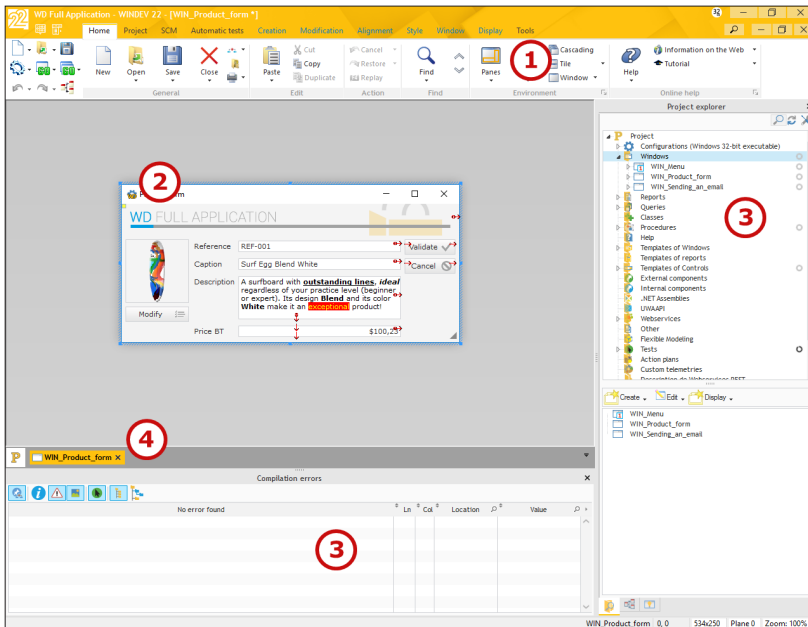 WD Full Application - WINDEV 22 - [WIN_Product_form *]
Home Project SCM Automatic tests Creation Modification Alignment Style Window Display Tools
New Open Save Close Paste Cut Copy Duplicate Cancel Restore Replay Find Panes Cascading Tile Window Help Information on the Web Tutorial
General Edit Action Find Environment Online help
1
Project explorer
Project
Configurations (Windows 32-bit executable)
Windows
WIN_Menu
WIN_Product_form
WIN_Sending_an_email
Reports
Queries
Classes
Procedures
Help
Templates of Windows
Templates of reports
Templates of Controls
External components
Internal components
.NET Assemblies
UWAAPI
Webservices
Other
Flexible Modeling
Tests
Action plans
Custom telemetries
Description de Webservices REST
3
2
WD FULL APPLICATION
Reference REF-001 Validate
Caption Surf Egg Blend White Cancel
Description A surfboard with outstanding lines, ideal
regardless of your practice level (beginner
or expert). Its design Blend and its color
White make it an exceptional product!
Modify
Price BT $100,25
Create Edit Display
WIN_Menu
WIN_Product_form
WIN_Sending_an_email
4
WIN_Product_form
Compilation errors
No error found Ln Col Location Value
3
WIN_Product_form 0, 0 534x250 Plane 0 Zoom: 100%